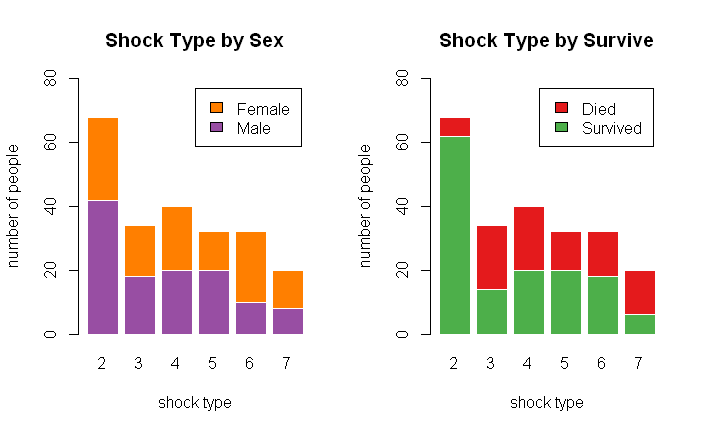 Shock Type by Sex
number of people
80
60
40
20
0
Female
Male
2 3 4 5 6 7
shock type
Shock Type by Survive
number of people
80
60
40
20
0
Died
Survived
2 3 4 5 6 7
shock type